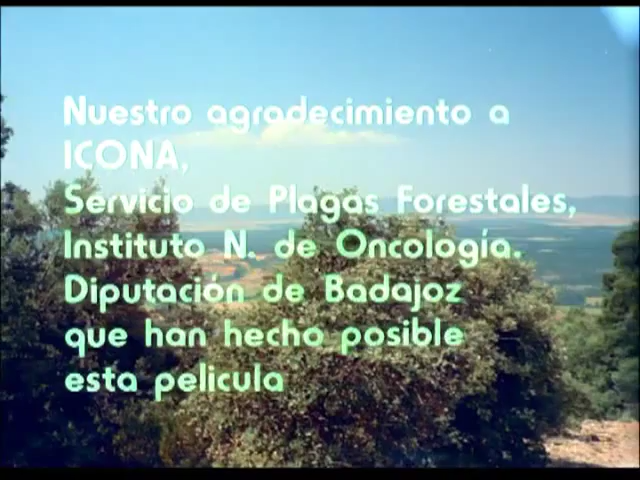 Nuestro agradecimiento a
ICONA,
Servicio de Plagas Forestales,
Instituto N. de Oncología.
Diputación de Badajoz
que han hecho posible
esta pelicula